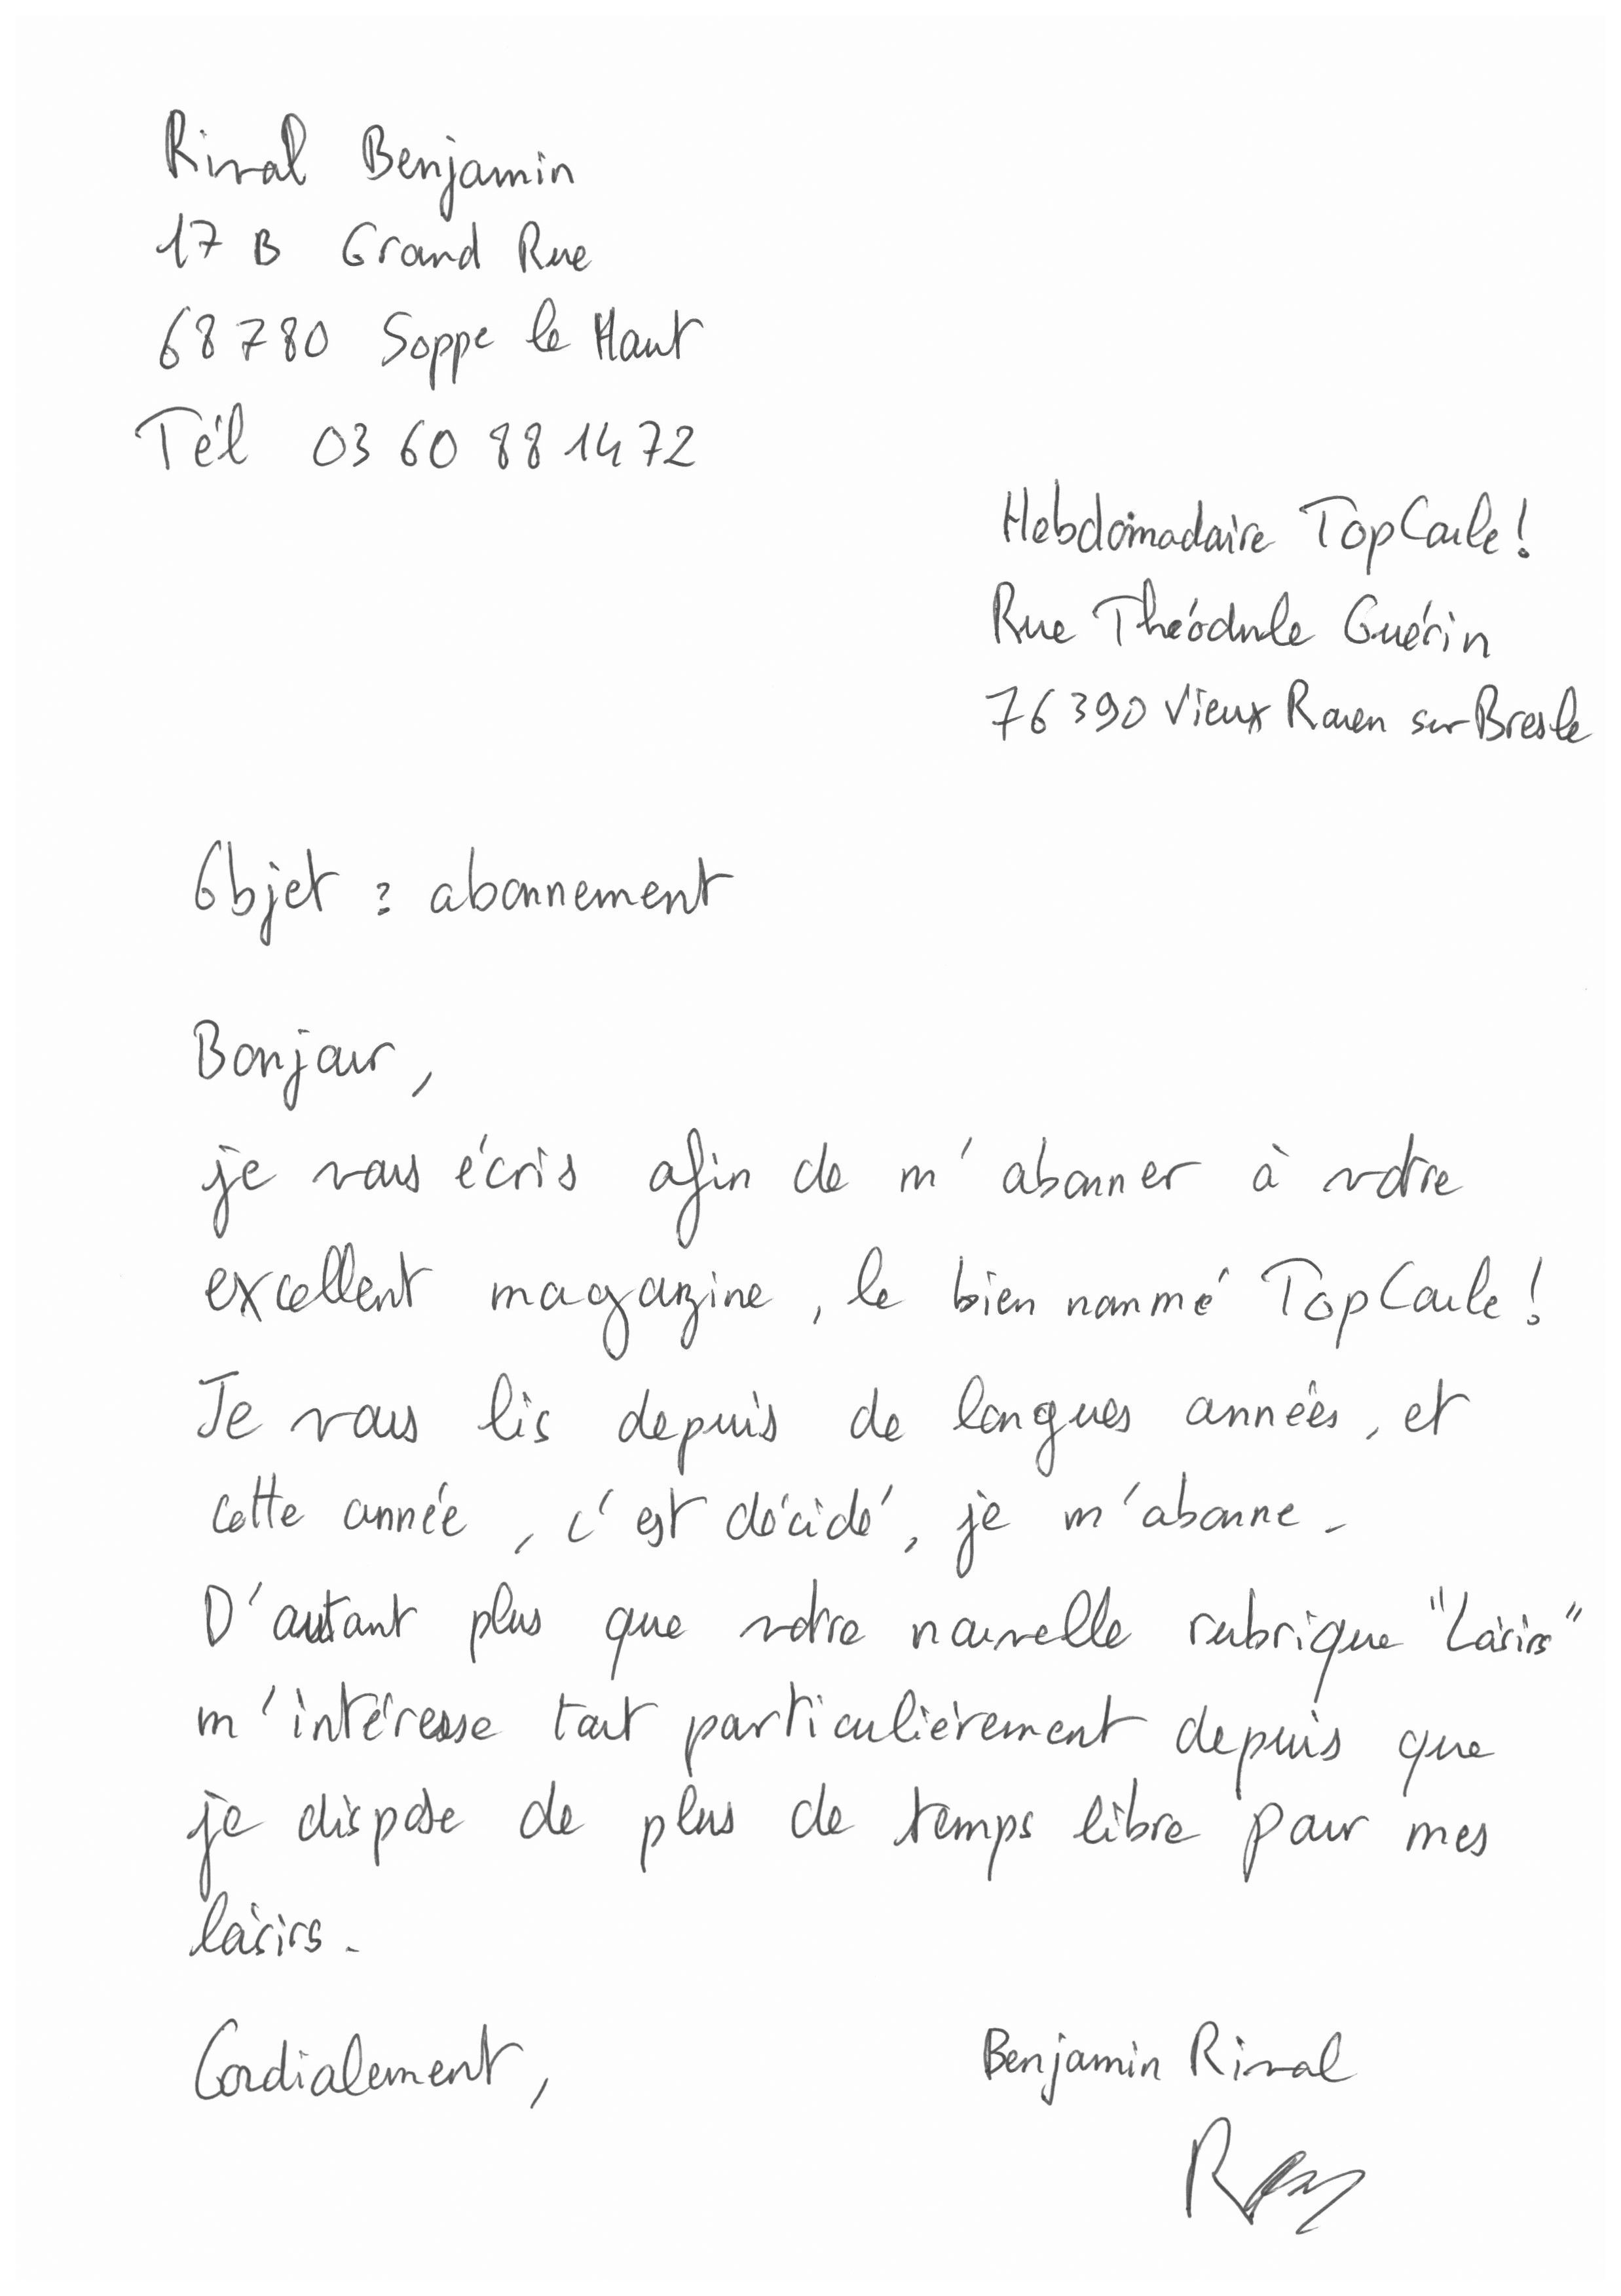 Rival Benjamin
17 B Grand Rue
68780 Soppe le Haut
Tél 03 60 88 14 72
Hebdomadaire TopCoule!
Rue Théodule Guérin
76390 Vieux Rouen sur Bresle
Objet : abonnement
Bonjour,
je vous écris afin de m'abonner à votre
excellent magazine, le bien nommé TopCoule!
Je vous lis depuis de longues années, et
cette année, c'est décidé, je m'abonne.
D'autant plus que votre nouvelle rubrique "Loisirs"
m'intéresse tout particulièrement depuis que
je dispose de plus de temps libre pour mes
loisirs.
Cordialement,
Benjamin Rival